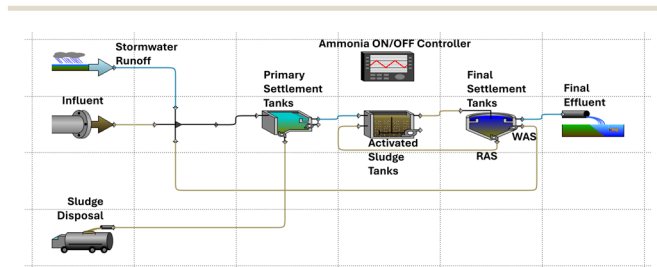 Stormwater
Runoff
Ammonia ON/OFF Controller
Influent
Primary
Settlement
Tanks
Final
Settlement
Tanks
Final
Effluent
Activated
Sludge
Tanks
WAS
RAS
Sludge
Disposal